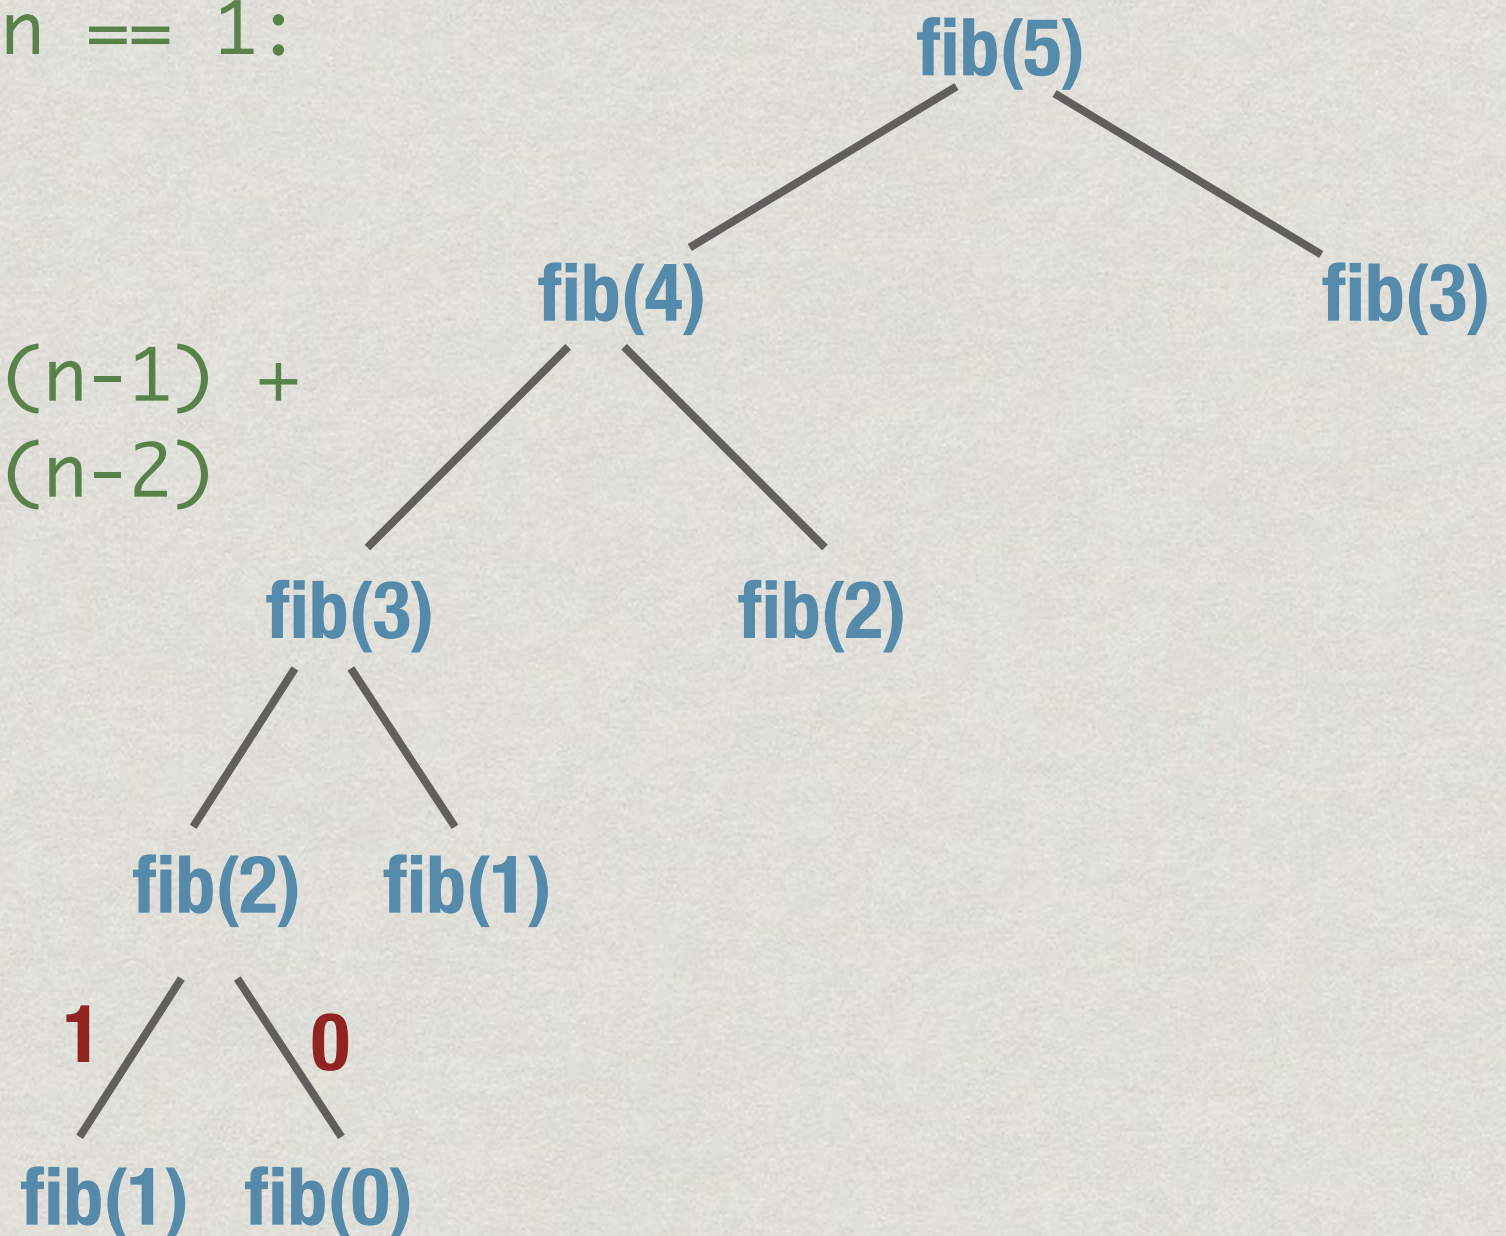 n == 1:
fib(5)
fib(4)
fib(3)
(n-1) +
(n-2)
fib(3)
fib(2)
fib(2)
fib(1)
1
0
fib(1)
fib(0)